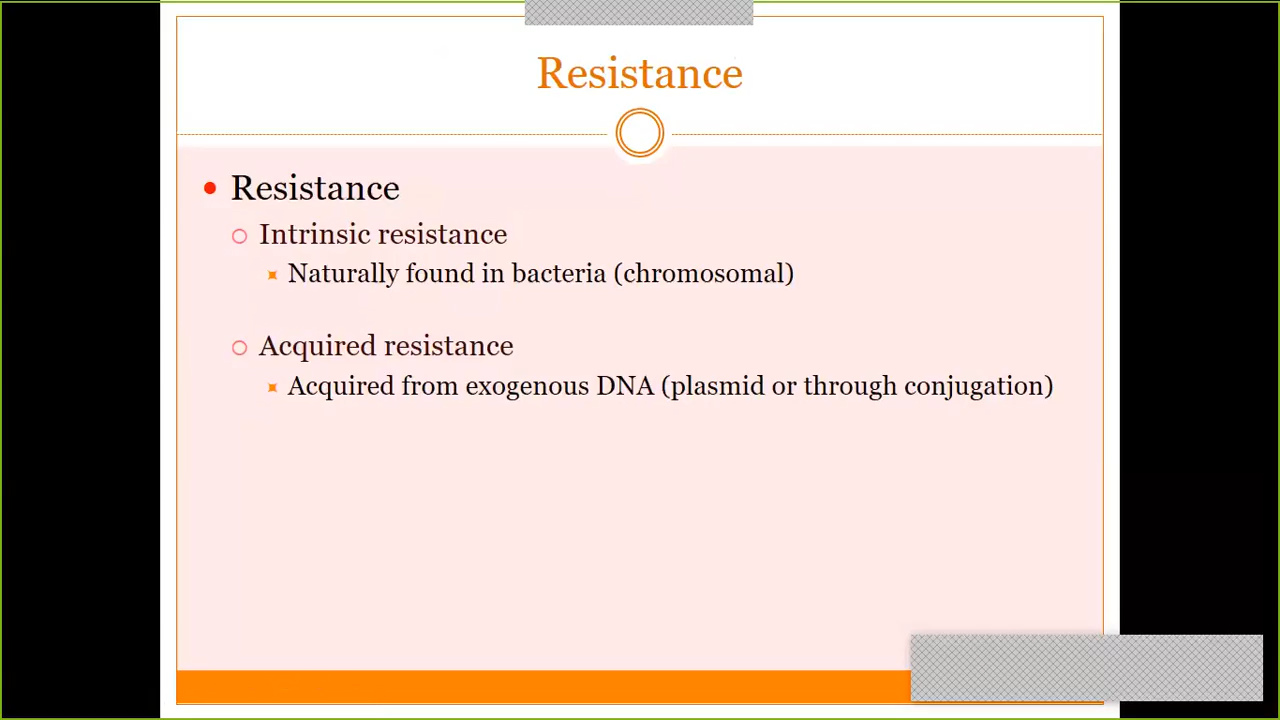 Resistance
Resistance
Intrinsic resistance
Naturally found in bacteria (chromosomal)
Acquired resistance
Acquired from exogenous DNA (plasmid or through conjugation)